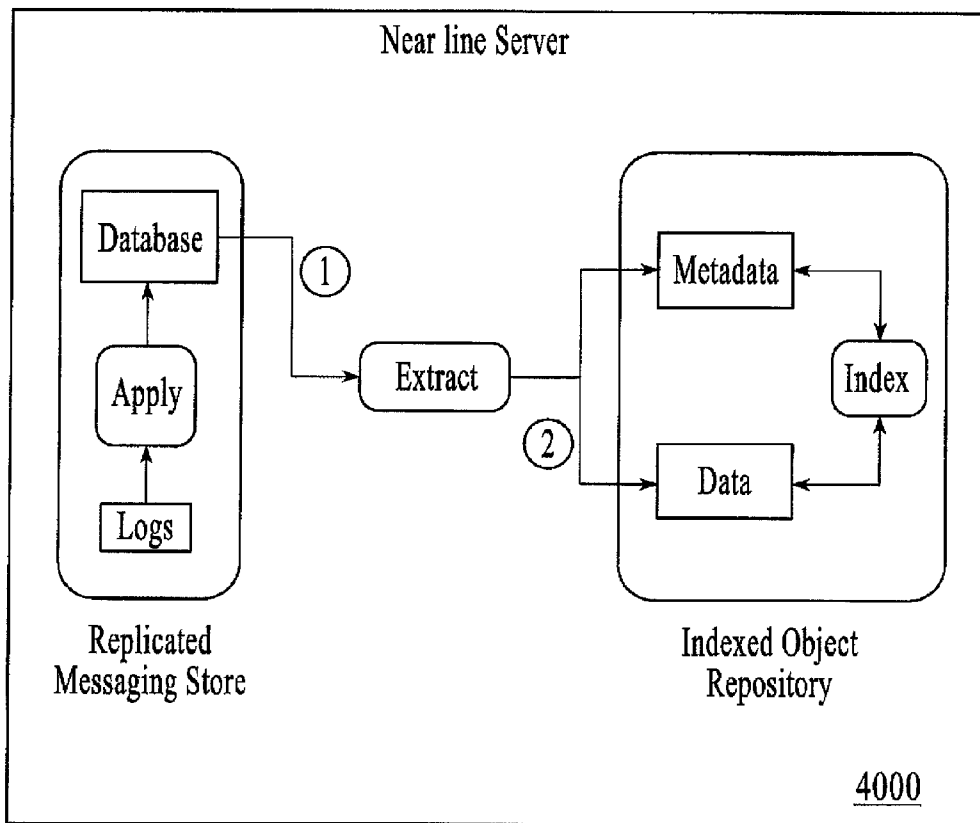 Near line Server
Database
1
Metadata
Apply
Extract
Index
2
Data
Logs
Replicated
Messaging Store
Indexed Object
Repository
4000